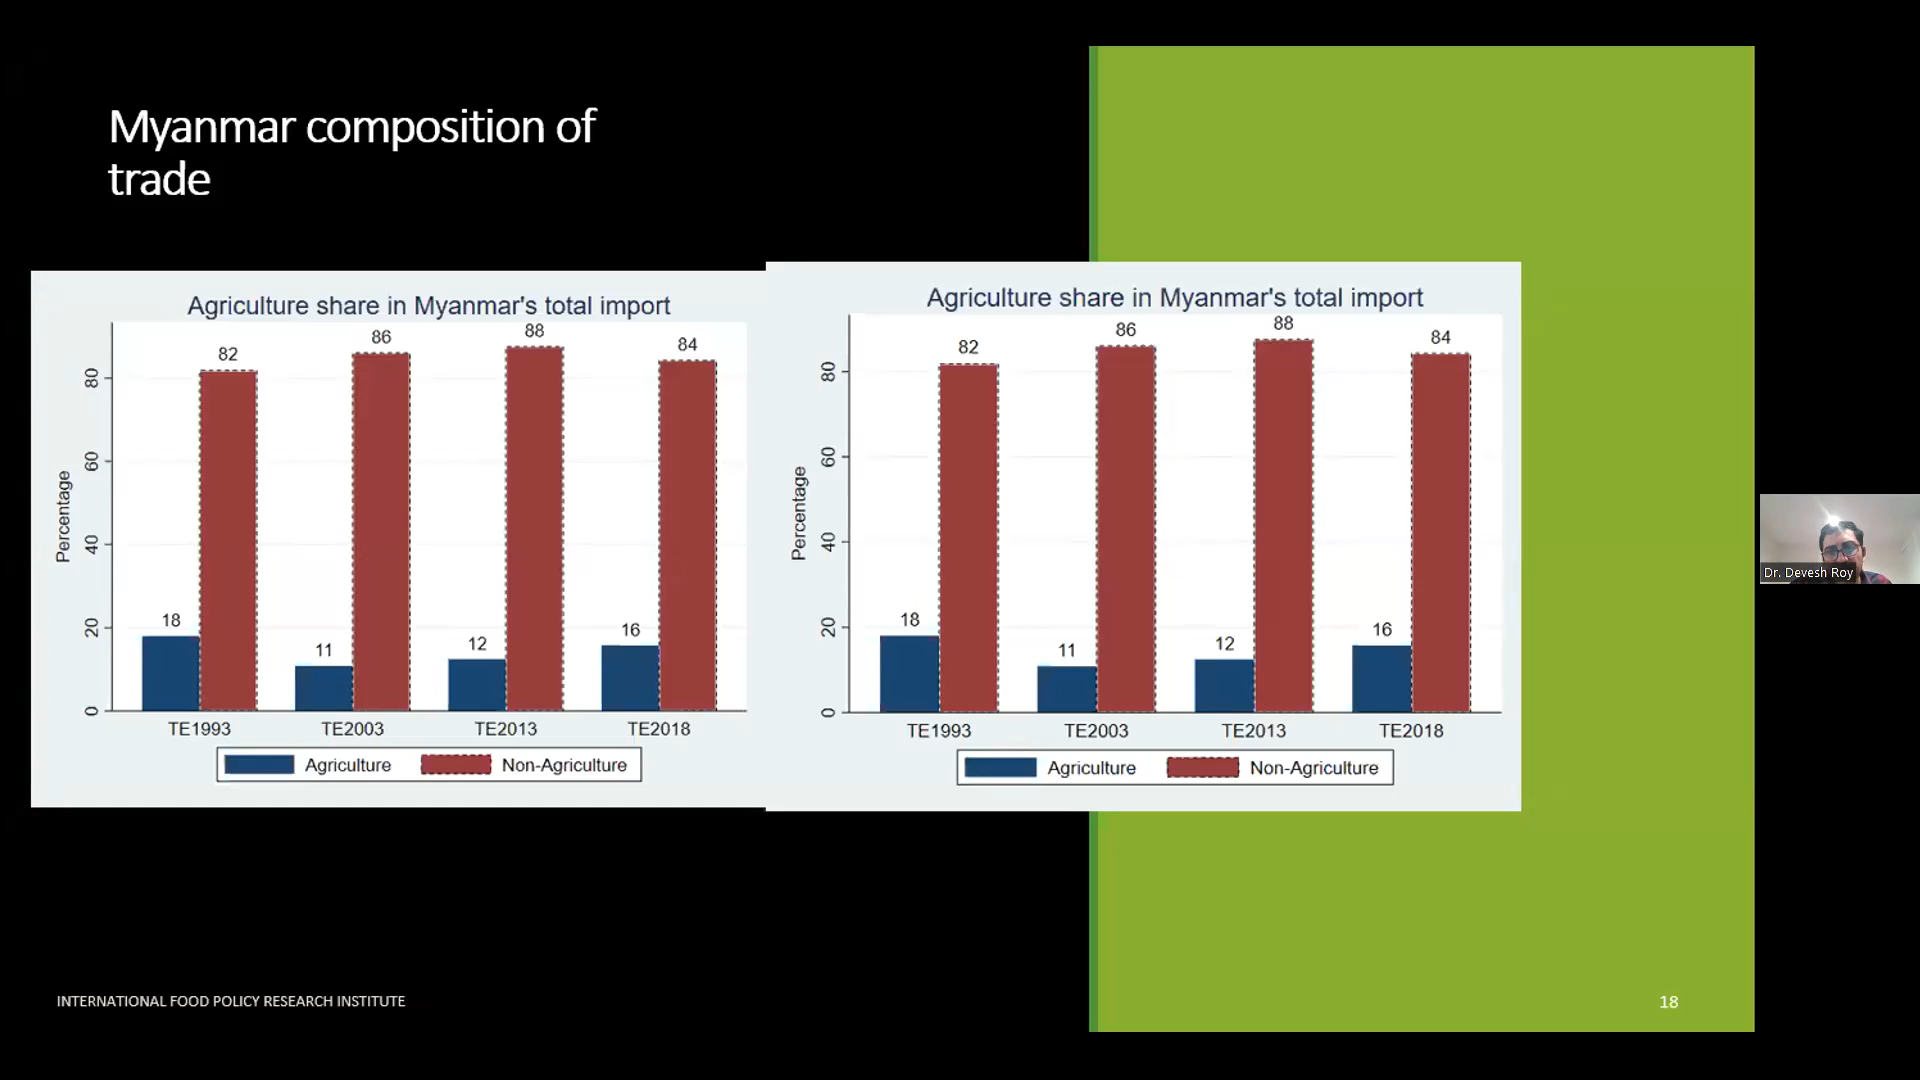 Myanmar composition of
trade
Agriculture share in Myanmar's total import
Percentage
80
60
40
20
0
82
86
88
84
18
11
12
16
TE1993
TE2003
TE2013
TE2018
Agriculture
Non-Agriculture
Agriculture share in Myanmar's total import
Percentage
80
60
40
20
0
82
86
88
84
18
11
12
16
TE1993
TE2003
TE2013
TE2018
Agriculture
Non-Agriculture
Dr. Devesh Roy
INTERNATIONAL FOOD POLICY RESEARCH INSTITUTE
18